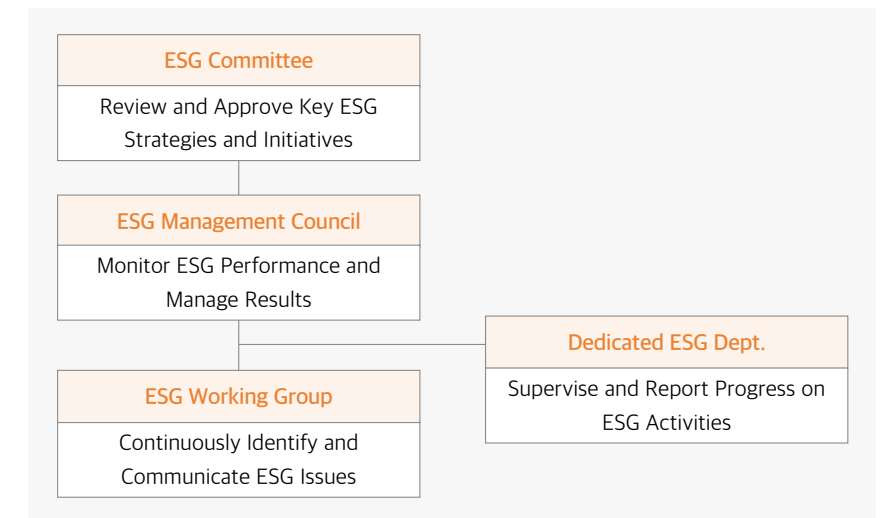 ESG Committee
Review and Approve Key ESG
Strategies and Initiatives
ESG Management Council
Monitor ESG Performance and
Manage Results
Dedicated ESG Dept.
Supervise and Report Progress on
ESG Activities
ESG Working Group
Continuously Identify and
Communicate ESG Issues